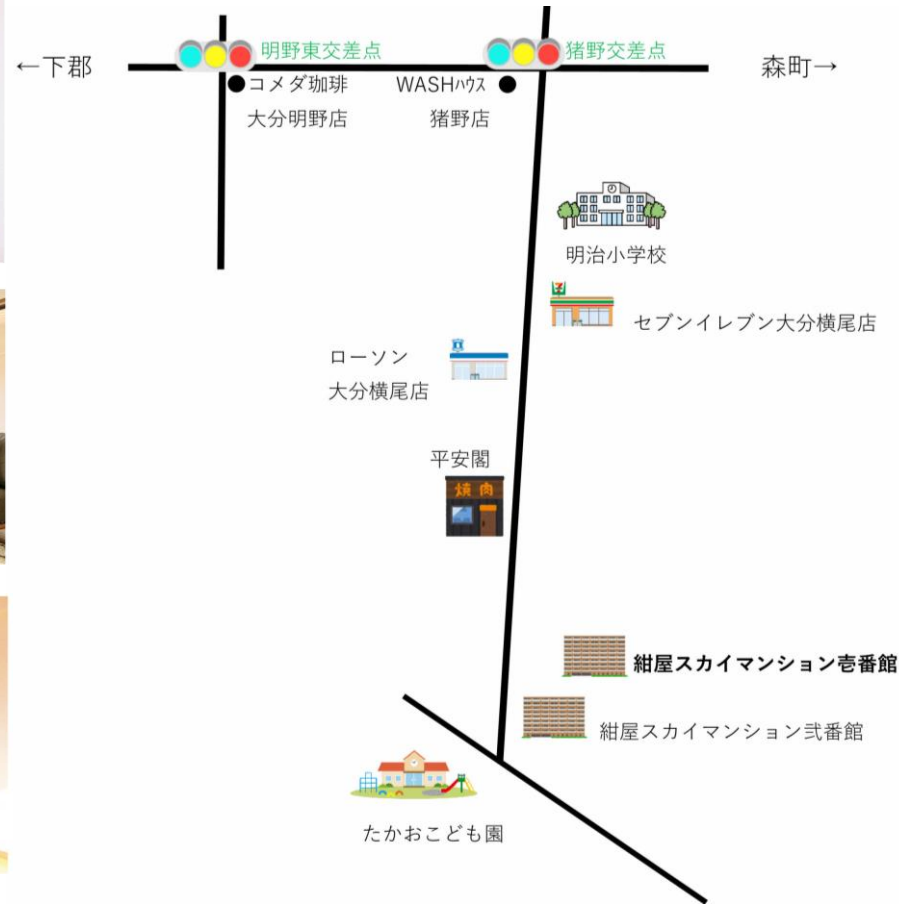 明野東交差点
猪野交差点
←下郡
森町→
コメダ珈琲
大分明野店
WASHハウス
猪野店
明治小学校
セブンイレブン大分横尾店
ローソン
大分横尾店
平安閣
焼肉
紺屋スカイマンション壱番館
紺屋スカイマンション弐番館
たかおこども園